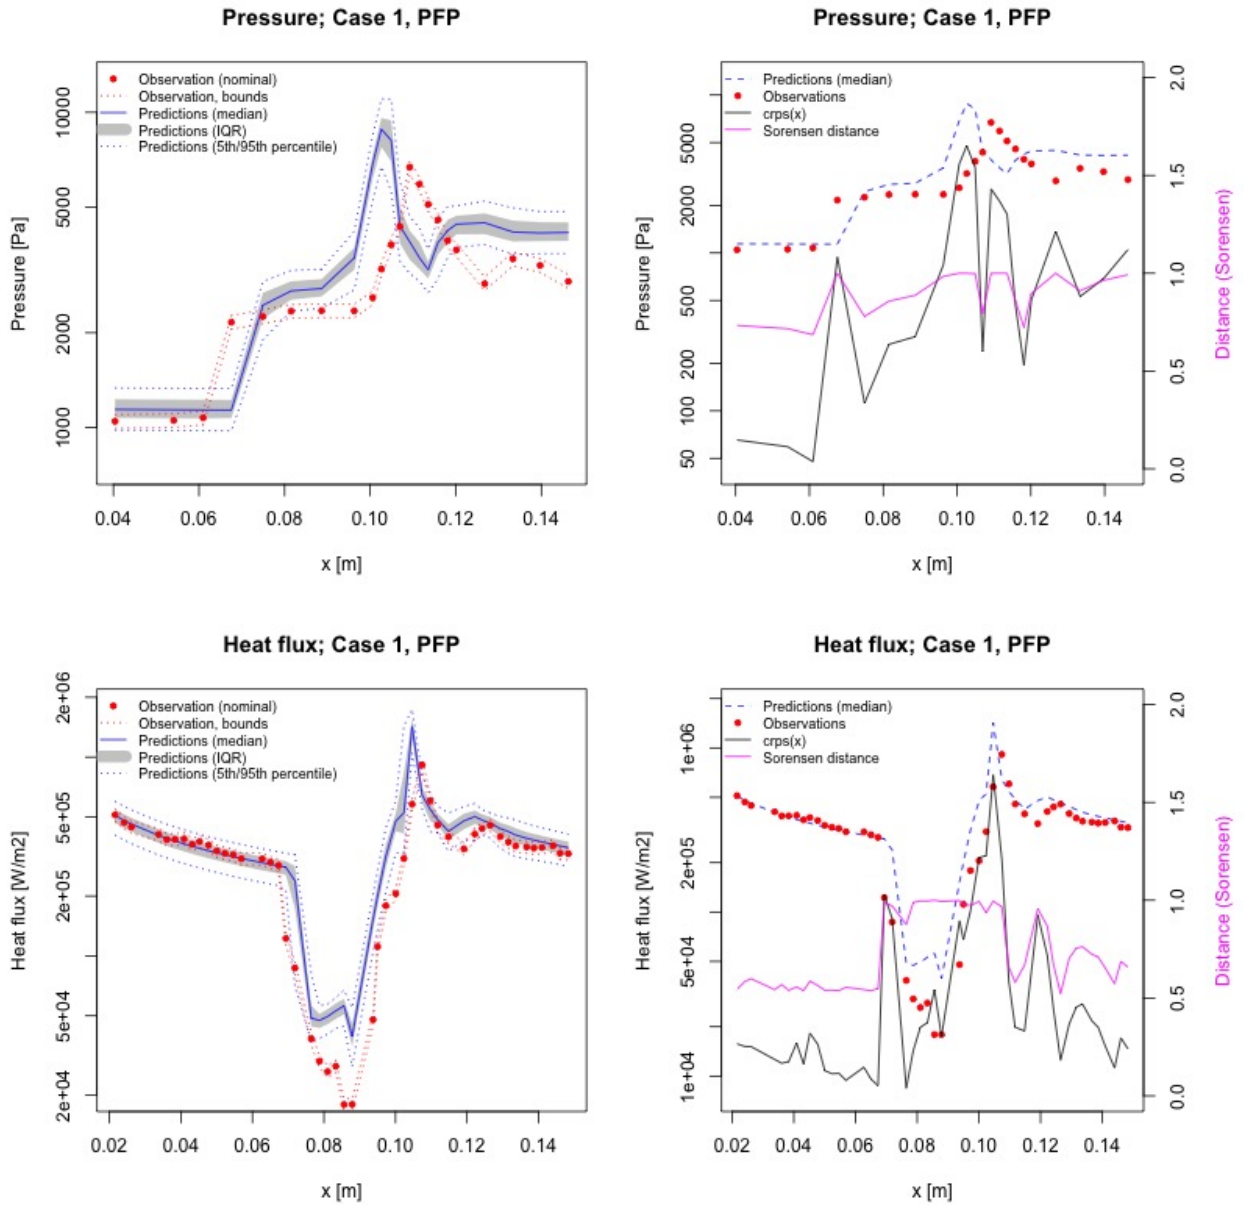 Pressure; Case 1, PFP
Observation (nominal)
Observation, bounds
Predictions (median)
Predictions (IQR)
Predictions (5th/95th percentile)
Pressure [Pa]
10000
5000
2000
1000
0.04 0.06 0.08 0.10 0.12 0.14
x [m]
Pressure; Case 1, PFP
Predictions (median)
Observations
crps(x)
Sorensen distance
Pressure [Pa]
5000
2000
500
200
100
50
2.0
1.5
1.0
0.5
0.0
Distance (Sorensen)
0.04 0.06 0.08 0.10 0.12 0.14
x [m]
Heat flux; Case 1, PFP
Observation (nominal)
Observation, bounds
Predictions (median)
Predictions (IQR)
Predictions (5th/95th percentile)
Heat flux [W/m2]
2e+06
5e+05
2e+05
5e+04
2e+04
0.02 0.04 0.06 0.08 0.10 0.12 0.14
x [m]
Heat flux; Case 1, PFP
Predictions (median)
Observations
crps(x)
Sorensen distance
Heat flux [W/m2]
1e+06
2e+05
5e+04
1e+04
2.0
1.5
1.0
0.5
0.0
Distance (Sorensen)
0.02 0.04 0.06 0.08 0.10 0.12 0.14
x [m]